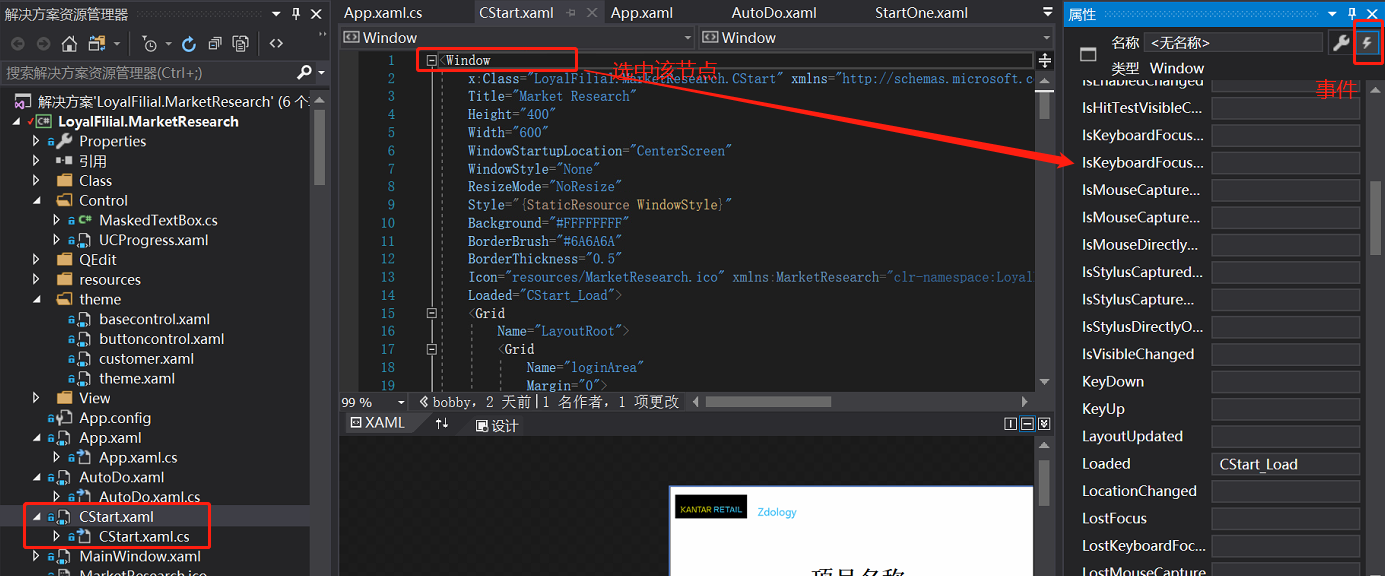 解决方案资源管理器
搜索解决方案资源管理器(Ctrl+;)
解决方案'LoyalFilial.MarketResearch' (6 个
LoyalFilial.MarketResearch
Properties
引用
Class
Control
MaskedTextBox.cs
UCProgress.xaml
QEdit
resources
theme
basecontrol.xaml
buttoncontrol.xaml
customer.xaml
theme.xaml
View
App.config
App.xaml
App.xaml.cs
AutoDo.xaml
AutoDo.xaml.cs
CStart.xaml
CStart.xaml.cs
MainWindow.xaml
MarketResearch.ico
App.xaml.cs CStart.xaml App.xaml AutoDo.xaml StartOne.xaml
Window Window
选中该节点
1 <Window
2 x:Class="LoyalFilial.MarketResearch.CStart" xmlns="http://schemas.microsoft.c
3 Title="Market Research"
4 Height="400"
5 Width="600"
6 WindowStartupLocation="CenterScreen"
7 WindowStyle="None"
8 ResizeMode="NoResize"
9 Style="{StaticResource WindowStyle}"
10 Background="#FFFFFFFF"
11 BorderBrush="#6A6A6A"
12 BorderThickness="0.5"
13 Icon="resources/MarketResearch.ico" xmlns:MarketResearch="clr-namespace:Loyal
14 Loaded="CStart_Load">
15 <Grid
16 Name="LayoutRoot">
17 <Grid
18 Name="loginArea"
19 Margin="0">
99 % bobby，2 天前|1 名作者，1 项更改
XAML 设计
KANTAR RETAIL Zdology
项目名称
属性
名称 <无名称>
类型 Window
事件
IsEnabledChanged
IsHitTestVisibleC...
IsKeyboardFocus...
IsKeyboardFocus...
IsMouseCapture...
IsMouseCapture...
IsMouseDirectly...
IsStylusCaptured...
IsStylusCapture...
IsStylusDirectlyO...
IsVisibleChanged
KeyDown
KeyUp
LayoutUpdated
Loaded CStart_Load
LocationChanged
LostFocus
LostKeyboardFoc...
LostMouseCapture